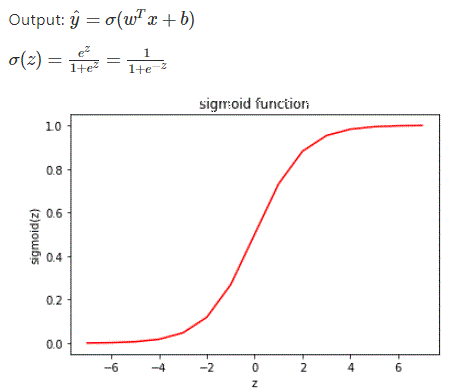 Output: ŷ = σ(wᵀx + b)
σ(z) = e^z/(1+e^z) = 1/(1+e^−z)
sigmoid function
1.0
0.8
0.6
0.4
0.2
0.0
sigmoid(z)
−6 −4 −2 0 2 4 6
z